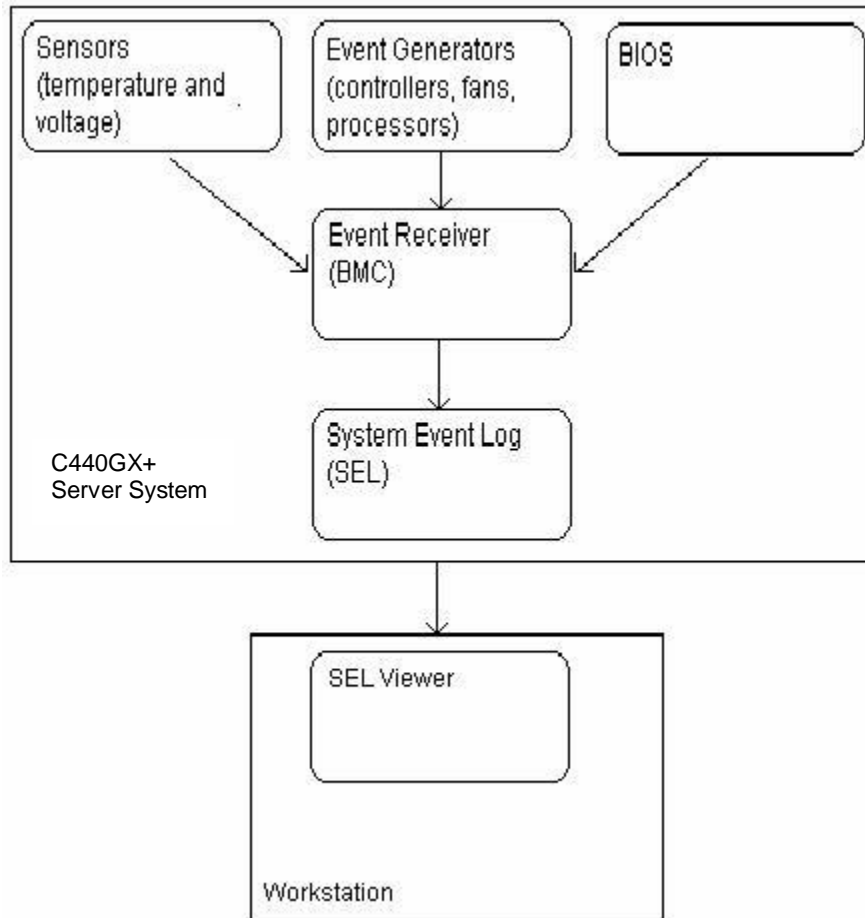 Sensors
(temperature and
voltage)
Event Generators
(controllers, fans,
processors)
BIOS
Event Receiver
(BMC)
System Event Log
(SEL)
C440GX+
Server System
SEL Viewer
Workstation